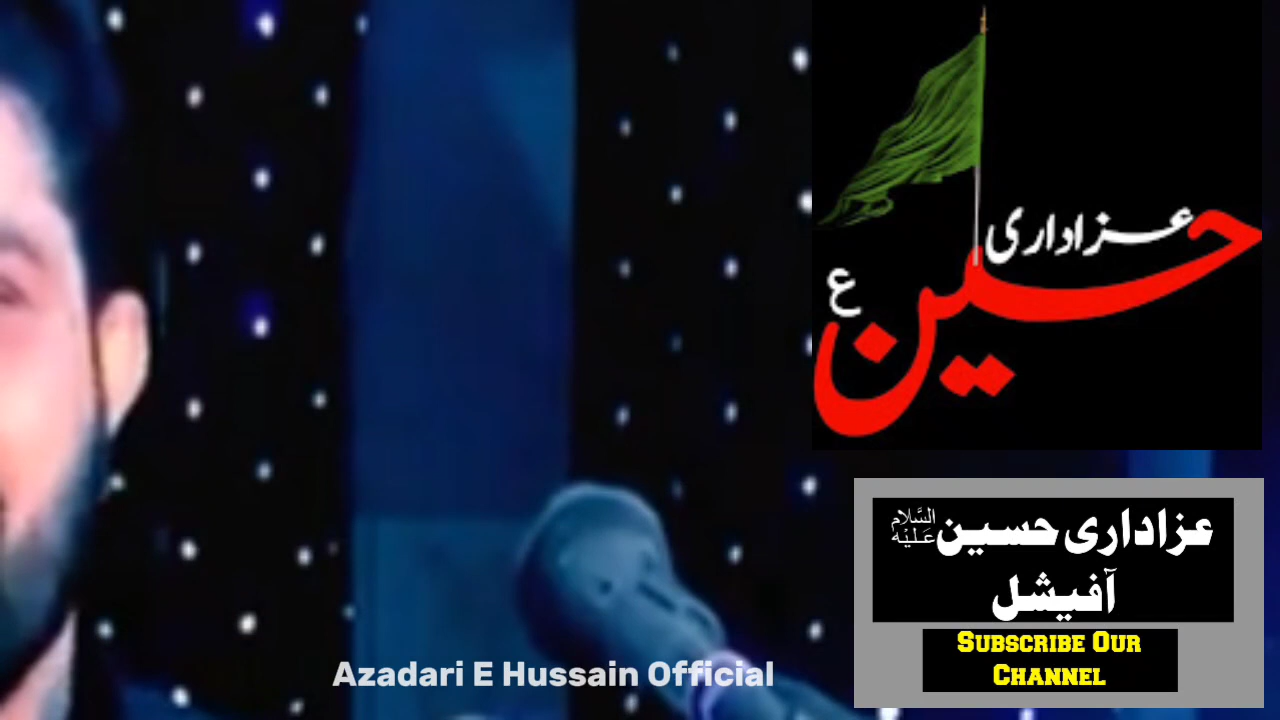 عزاداری
حسین
ع
عزاداری حسین علیہ السلام
آفیشل
SUBSCRIBE OUR
CHANNEL
Azadari E Hussain Official